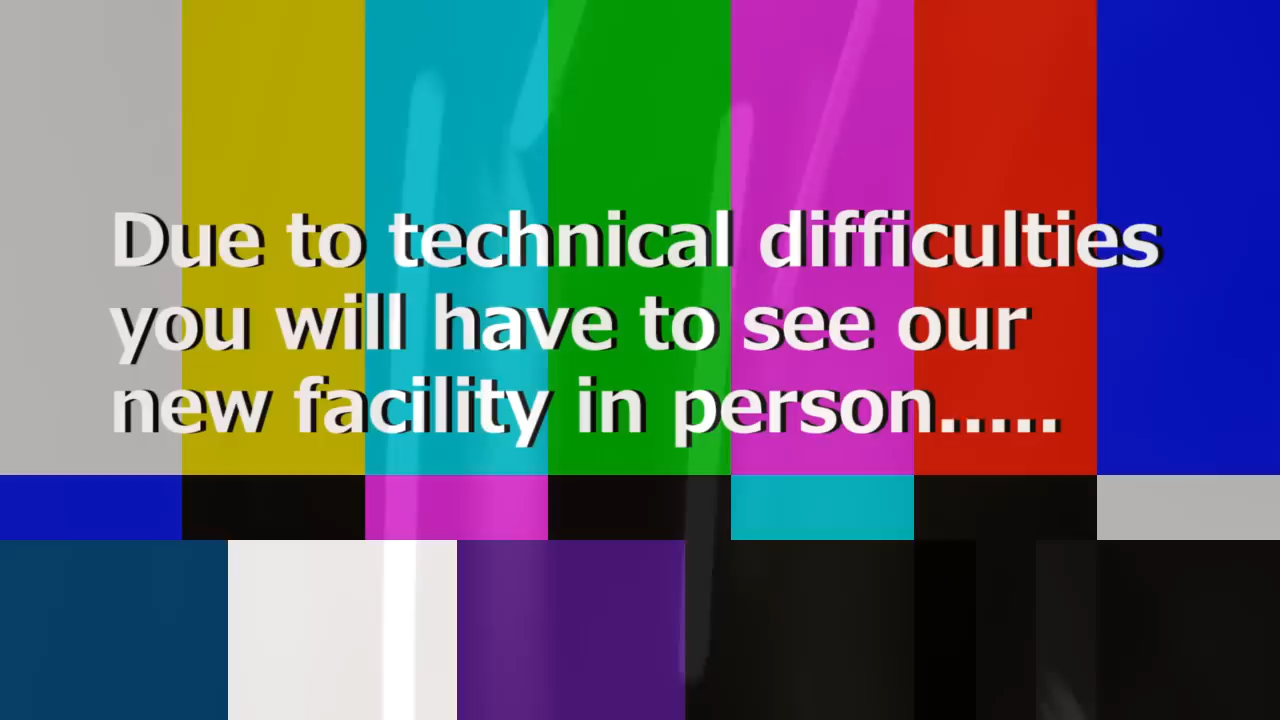 Due to technical difficulties
you will have to see our
new facility in person.....